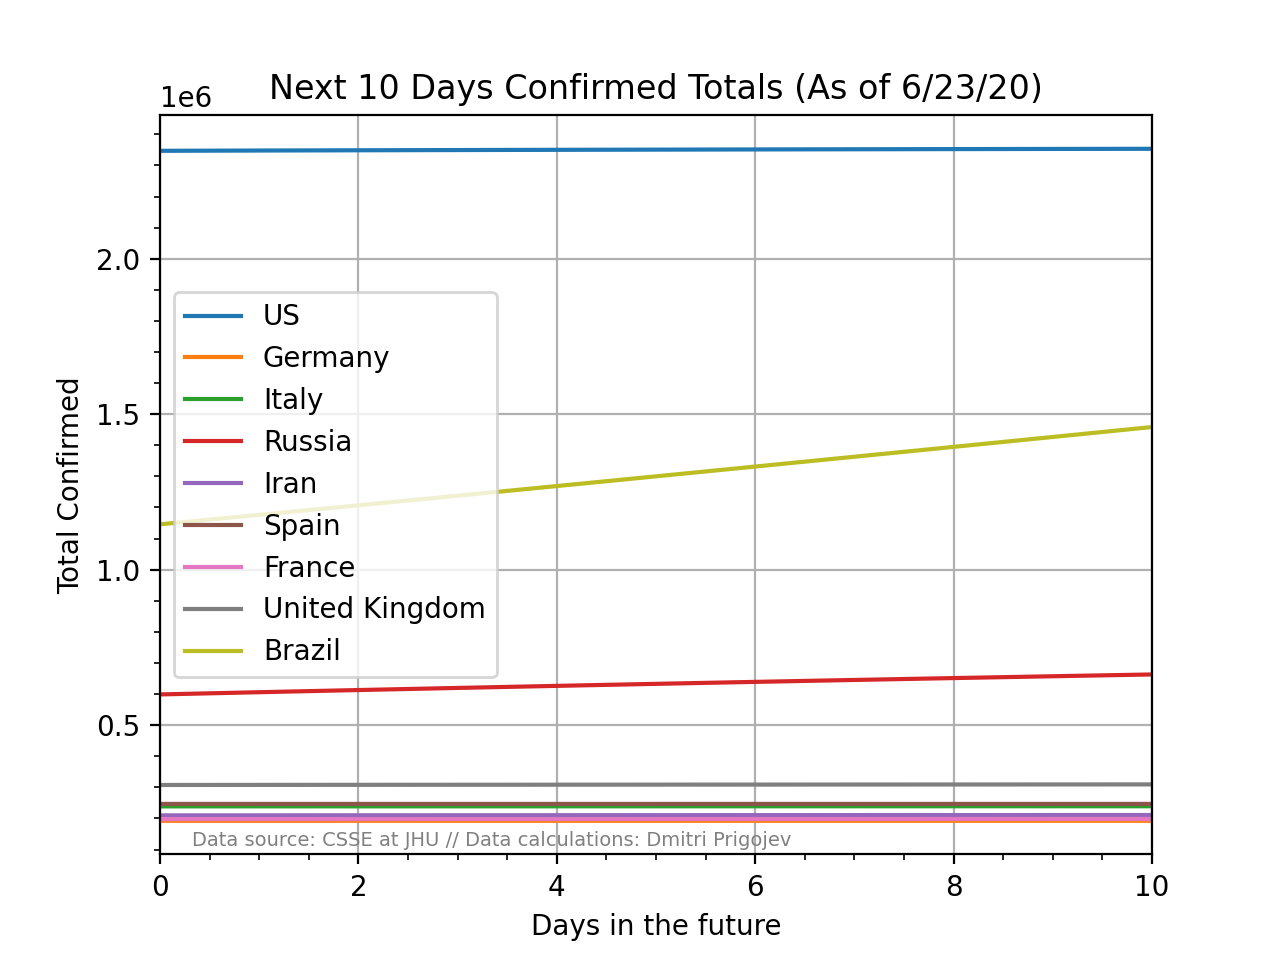 Next 10 Days Confirmed Totals (As of 6/23/20)
1e6
2.0
1.5
1.0
0.5
Total Confirmed
US
Germany
Italy
Russia
Iran
Spain
France
United Kingdom
Brazil
Data source: CSSE at JHU // Data calculations: Dmitri Prigojev
0 2 4 6 8 10
Days in the future